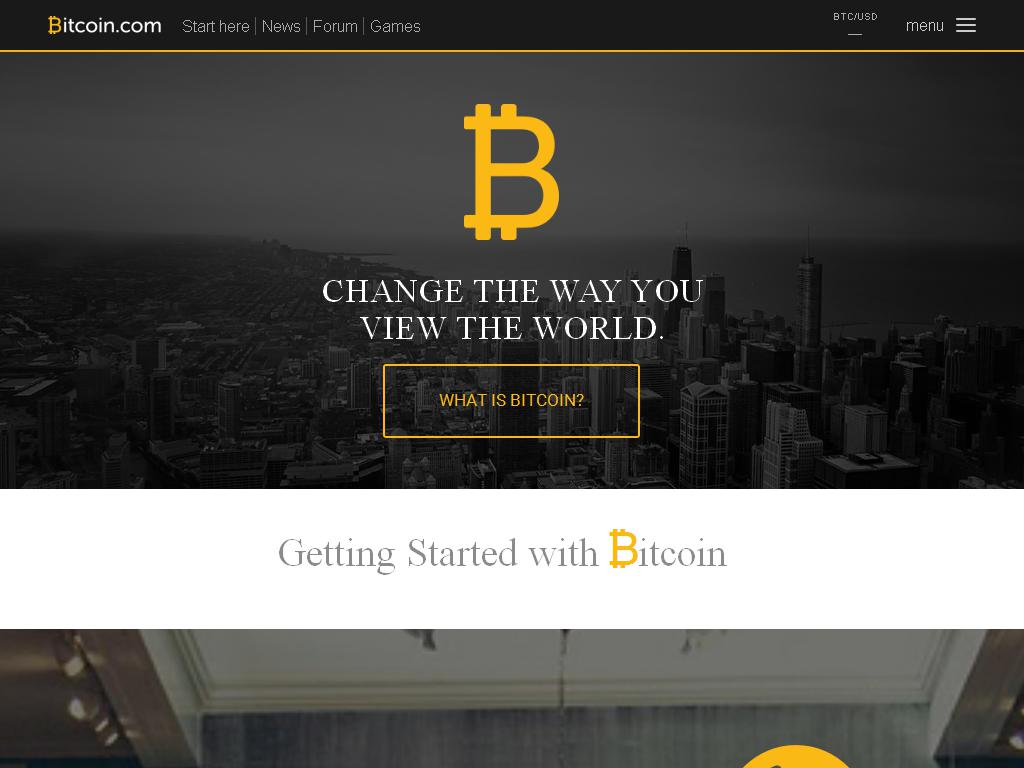 Bitcoin.com Start here News Forum Games BTC/USD menu
CHANGE THE WAY YOU
VIEW THE WORLD.
WHAT IS BITCOIN?
Getting Started with Bitcoin